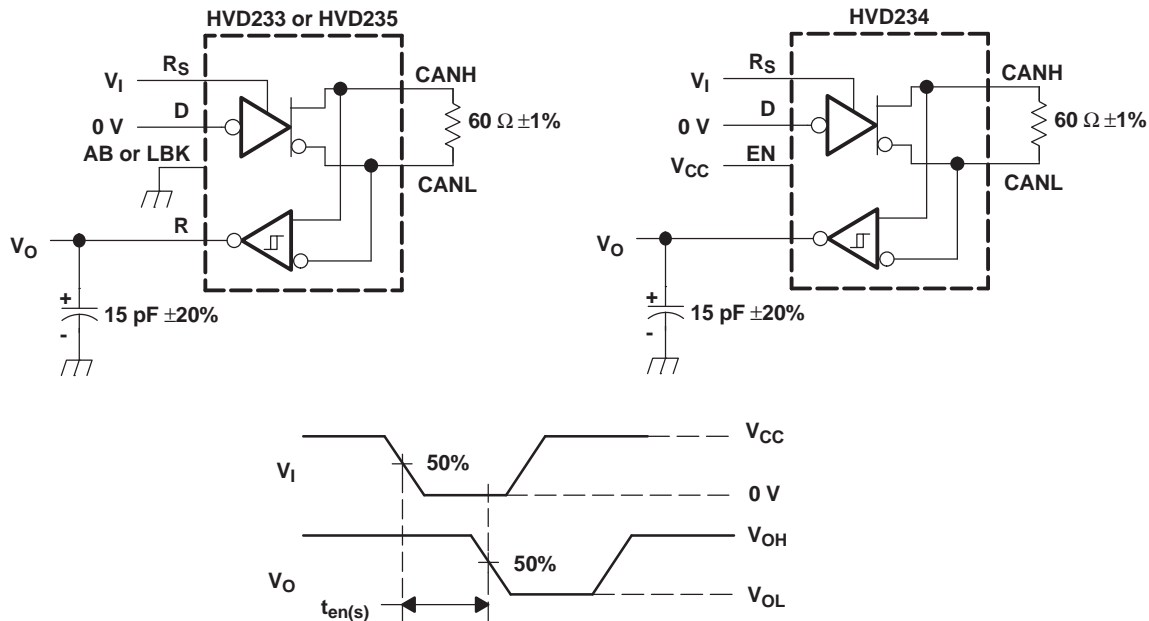 HVD233 or HVD235
RS
VI
CANH
D
0 V
60 Ω ±1%
AB or LBK
CANL
R
VO
+
15 pF ±20%
-
HVD234
RS
VI
CANH
D
0 V
60 Ω ±1%
VCC
EN
CANL
VO
+
15 pF ±20%
-
VCC
VI
50%
0 V
VOH
50%
VO
VOL
ten(s)